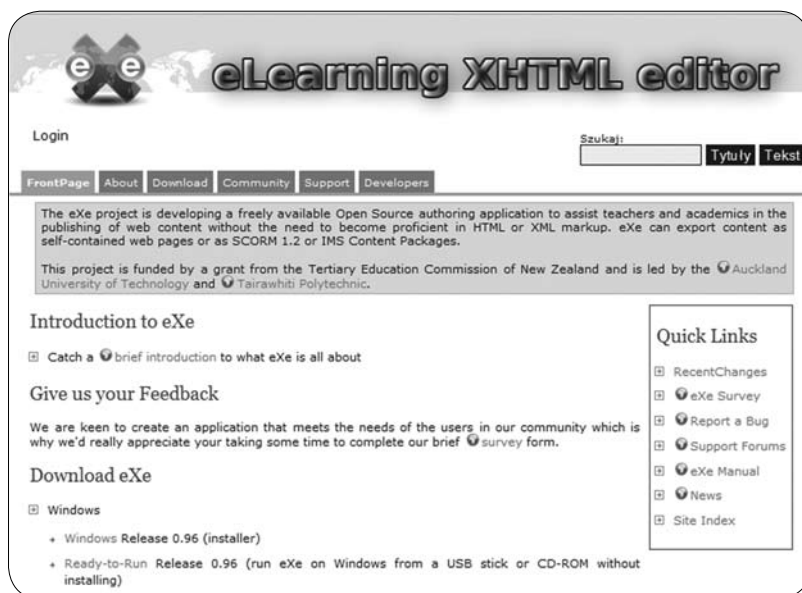 exe
eLearning XHTML editor
Login
Szukaj:
Tytuły Tekst
FrontPage About Download Community Support Developers
The eXe project is developing a freely available Open Source authoring application to assist teachers and academics in the
publishing of web content without the need to become proficient in HTML or XML markup. eXe can export content as
self-contained web pages or as SCORM 1.2 or IMS Content Packages.
This project is funded by a grant from the Tertiary Education Commission of New Zealand and is led by the Auckland
University of Technology and Tairawhiti Polytechnic.
Introduction to eXe
Catch a brief introduction to what eXe is all about
Give us your Feedback
We are keen to create an application that meets the needs of the users in our community which is
why we'd really appreciate your taking some time to complete our brief survey form.
Download eXe
Windows
Windows Release 0.96 (installer)
Ready-to-Run Release 0.96 (run eXe on Windows from a USB stick or CD-ROM without
installing)
Quick Links
RecentChanges
eXe Survey
Report a Bug
Support Forums
eXe Manual
News
Site Index